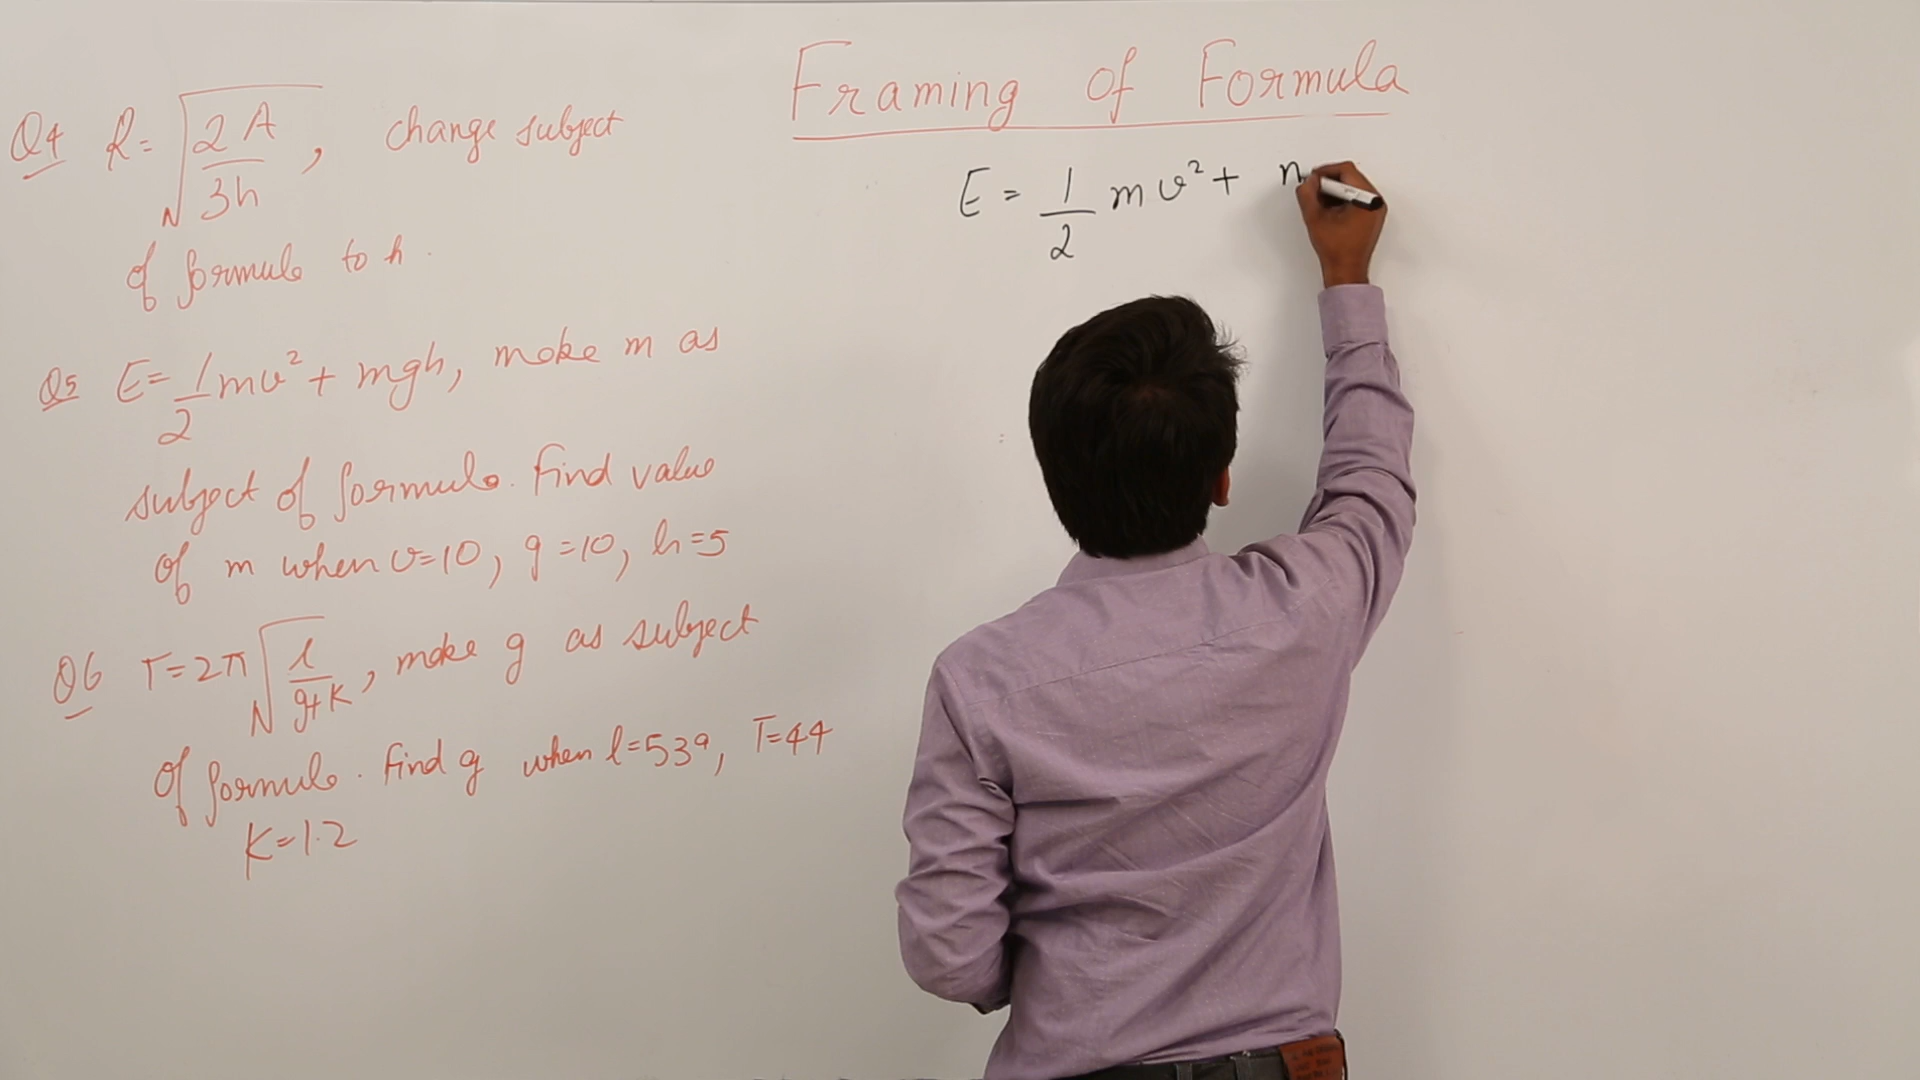 Framing of Formula
Q4 R = √(2A/3h), change subject
of formula to h.
Q5 E = 1/2 mv² + mgh, make m as
subject of formula. Find value
of m when v=10, g=10, h=5
Q6 T = 2π√(l/g+K), make g as subject
of formula. Find g when l=539, T=44
K=1.2
E = 1/2 mv² +